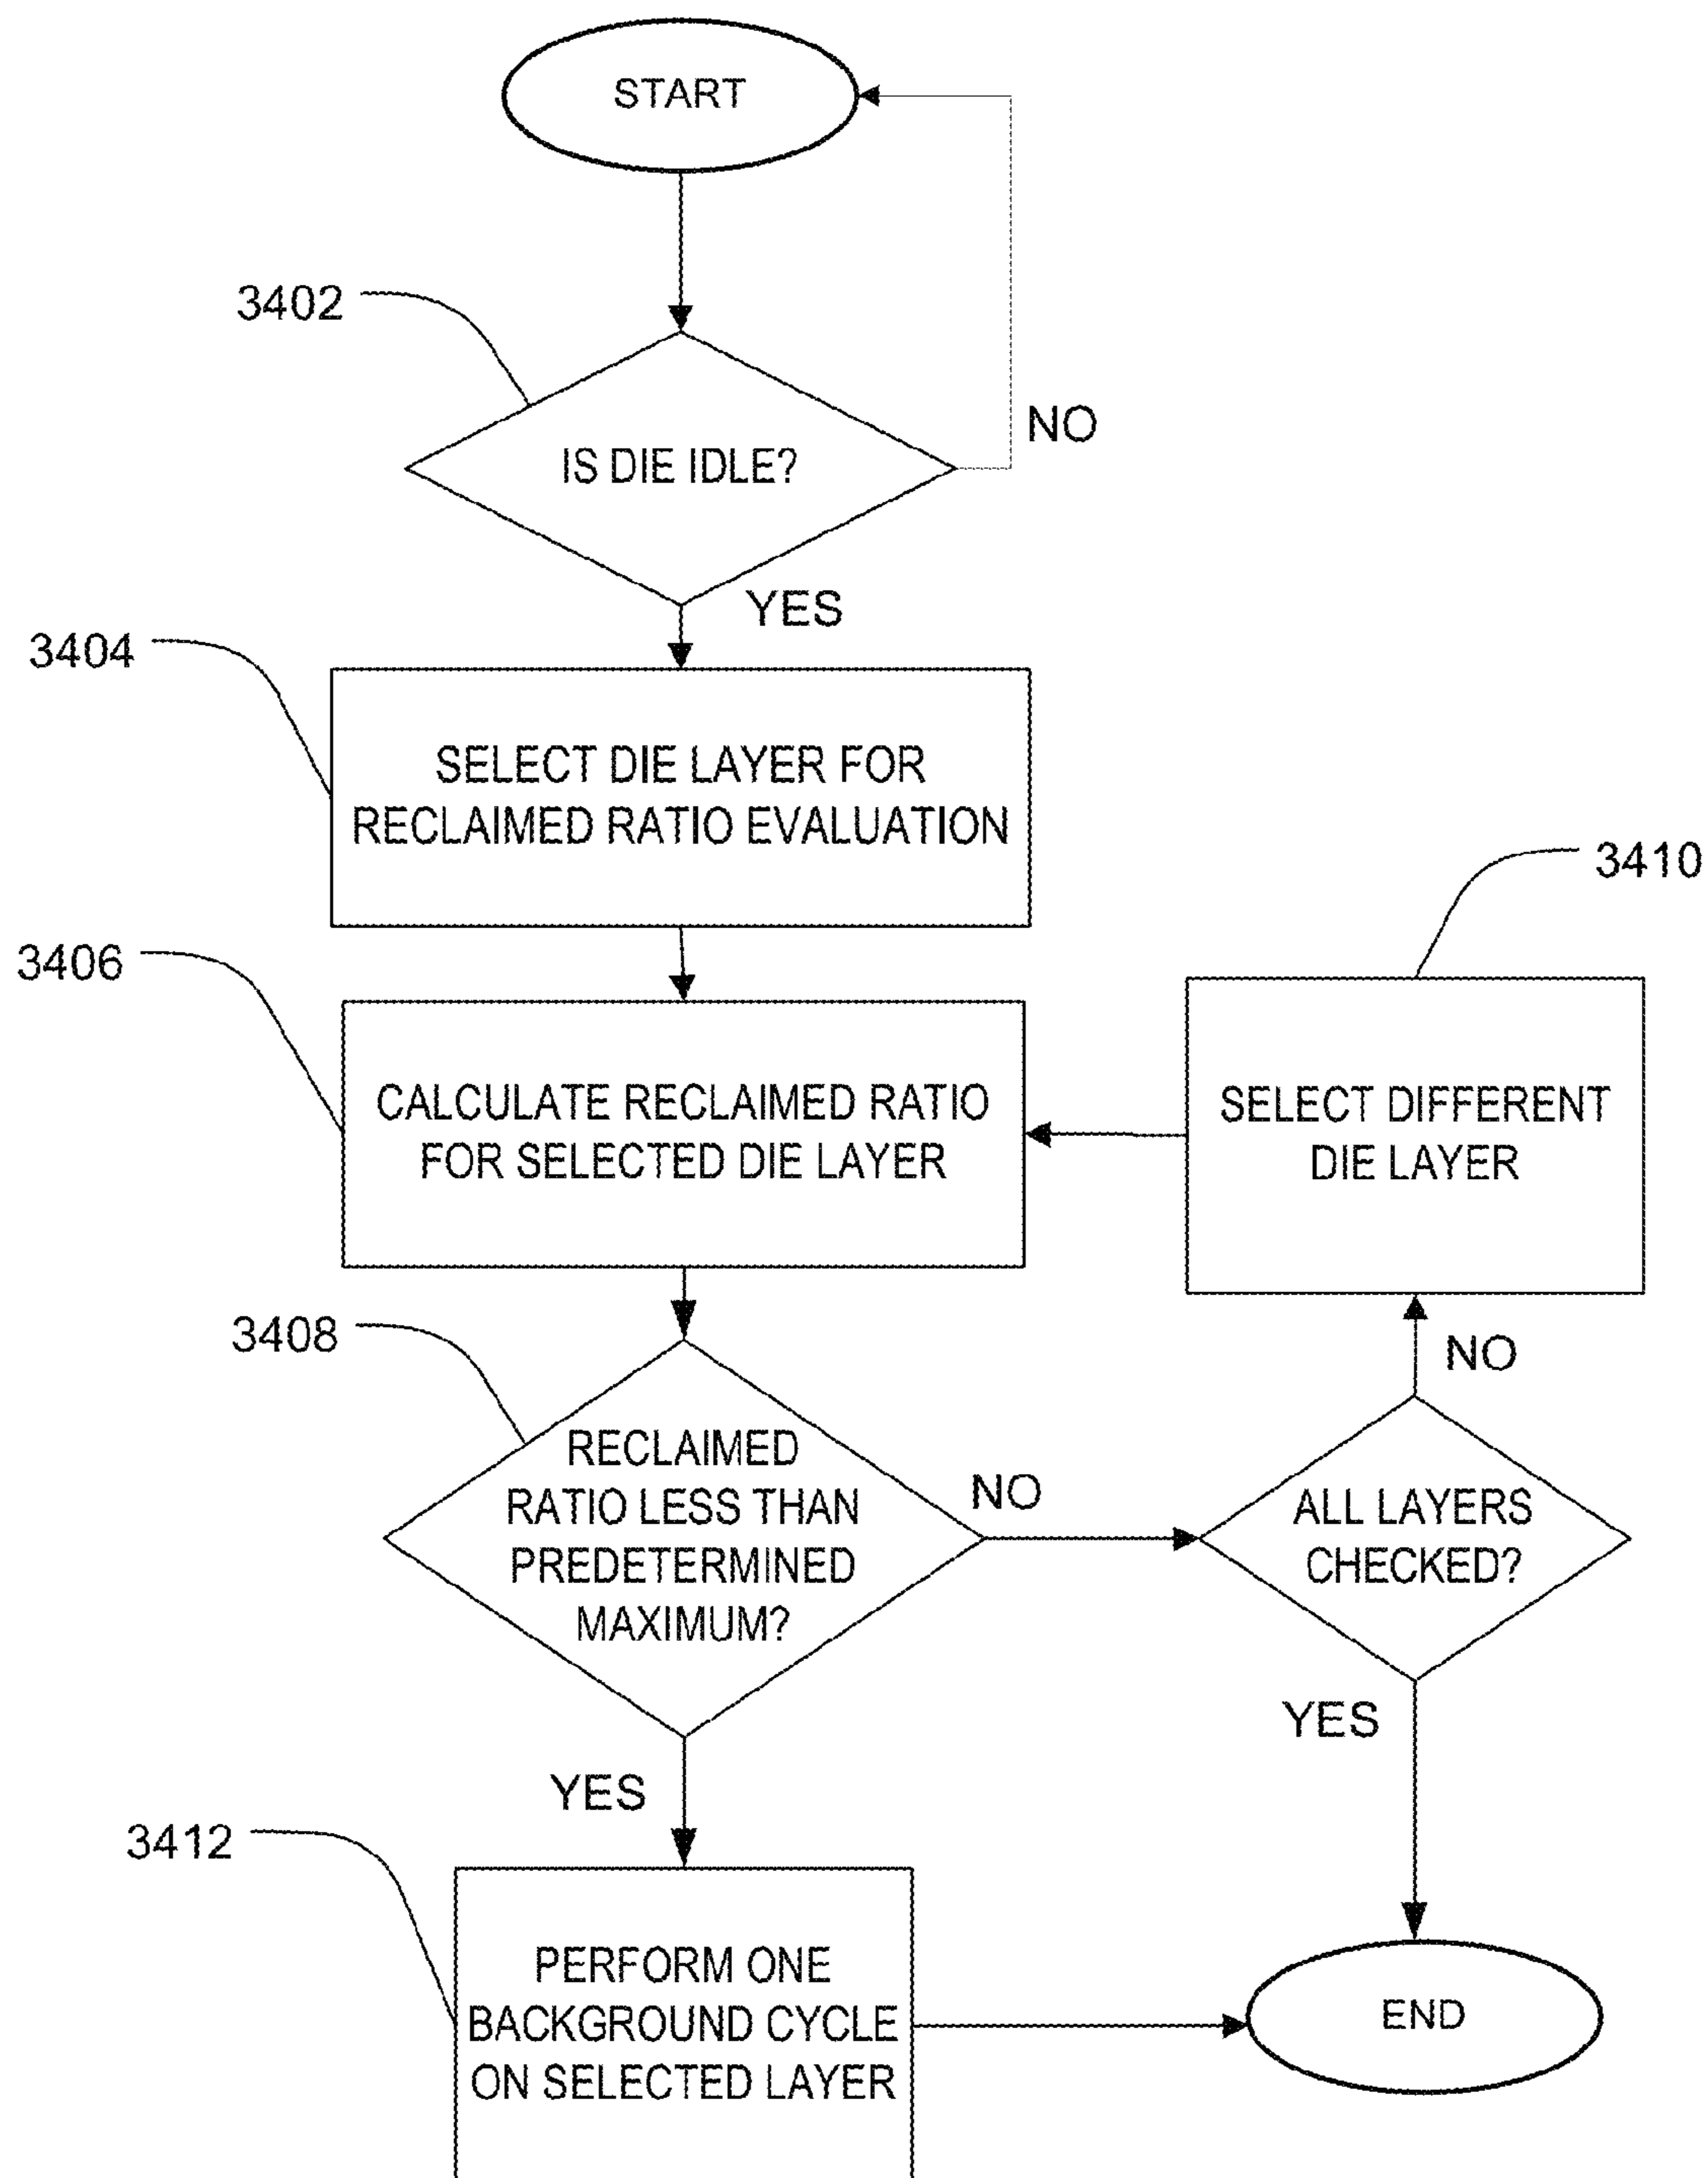 START
3402
IS DIE IDLE?
NO
YES
3404
SELECT DIE LAYER FOR
RECLAIMED RATIO EVALUATION
3410
3406
CALCULATE RECLAIMED RATIO
FOR SELECTED DIE LAYER
SELECT DIFFERENT
DIE LAYER
3408
NO
RECLAIMED
RATIO LESS THAN
PREDETERMINED
MAXIMUM?
NO
ALL LAYERS
CHECKED?
YES
YES
3412
PERFORM ONE
BACKGROUND CYCLE
ON SELECTED LAYER
END